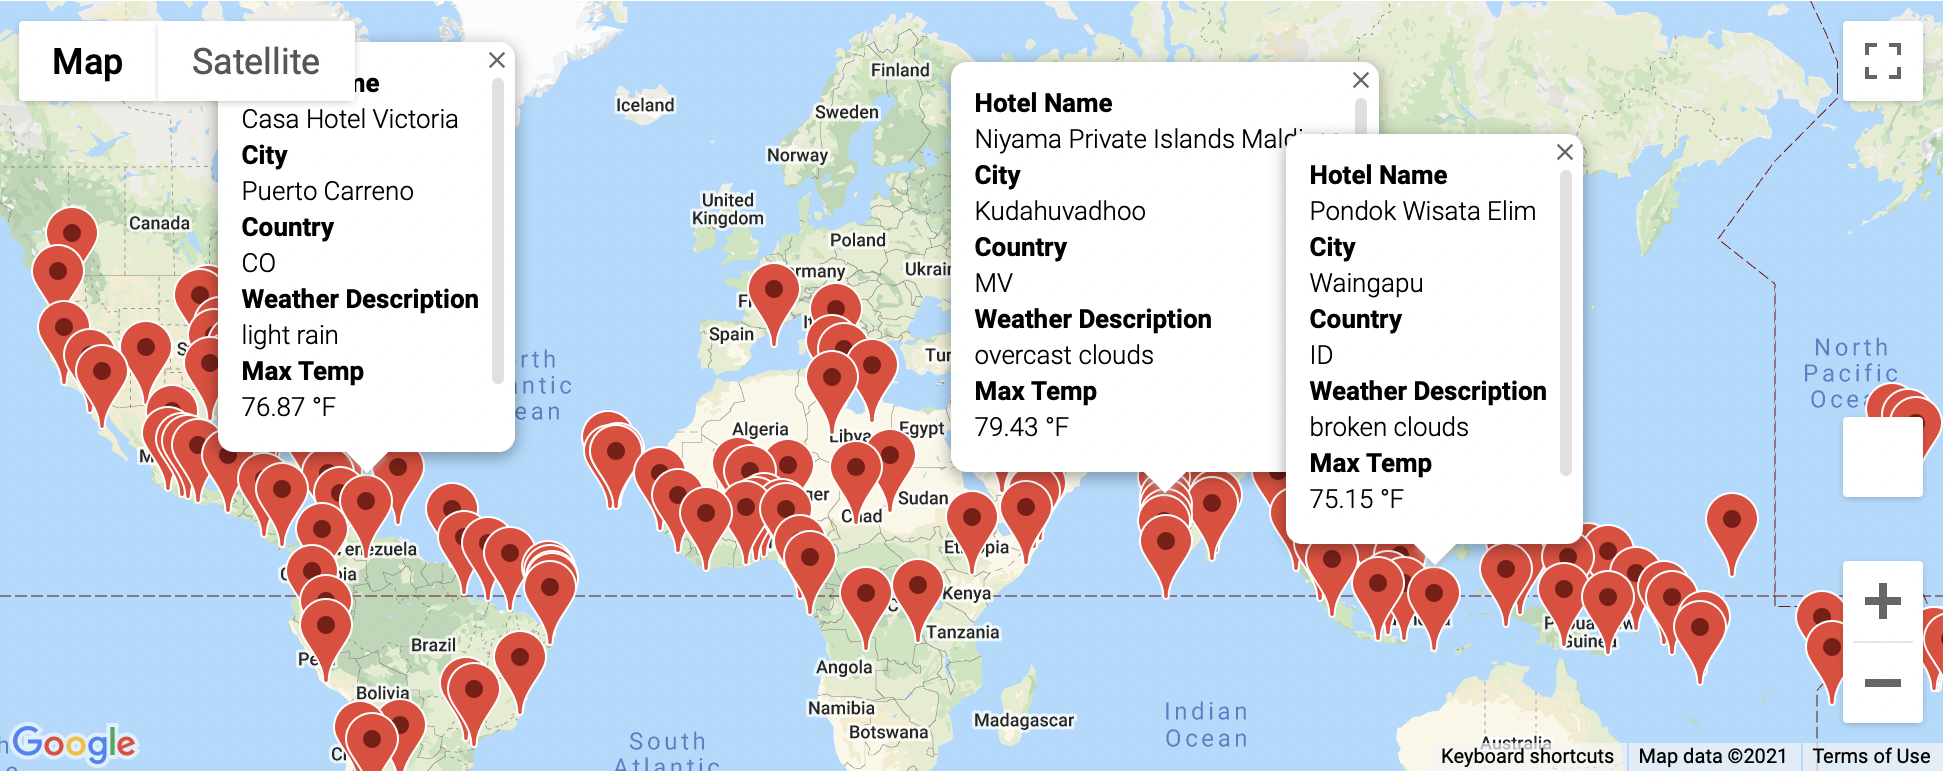 Map
Satellite
ne
Casa Hotel Victoria
City
Puerto Carreno
Country
CO
Weather Description
light rain
Max Temp
76.87 °F
Hotel Name
Niyama Private Islands
City
Kudahuvadhoo
Country
MV
Weather Description
overcast clouds
Max Temp
79.43 °F
Hotel Name
Pondok Wisata Elim
City
Waingapu
Country
ID
Weather Description
broken clouds
Max Temp
75.15 °F
Finland
Iceland
Sweden
Norway
Canada
United
Kingdom
Poland
rmany
Ukrain
Spain
Tur
North
Pacific
rth
ntic
ean
Algeria
Libya
Egypt
ger
Sudan
Chad
enezuela
Ethiopia
Kenya
Tanzania
Brazil
Guinea
Angola
Bolivia
Namibia
Madagascar
Botswana
Indian
Ocean
South
Atlantic
Australia
Google
Keyboard shortcuts
Map data ©2021
Terms of Use